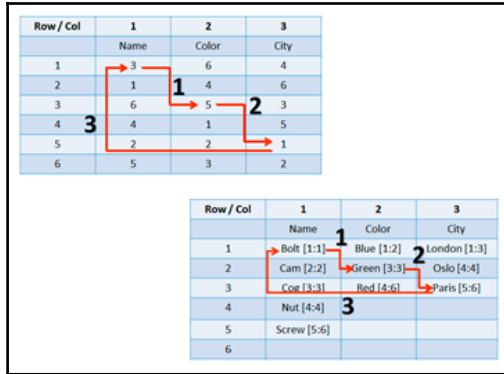 Row / Col 1 2 3
Name Color City
1 3 6 4
2 1 4 6
1
3 6 5 3
2
3
4 4 1 5
5 2 2 1
6 5 3 2
Row / Col 1 2 3
Name Color City
1
1 Bolt [1:1] Blue [1:2] London [1:3]
2
2 Cam [2:2] Green [3:3] Oslo [4:4]
3 Cog [3:3] Red [4:6] Paris [5:6]
4 Nut [4:4]
3
5 Screw [5:6]
6